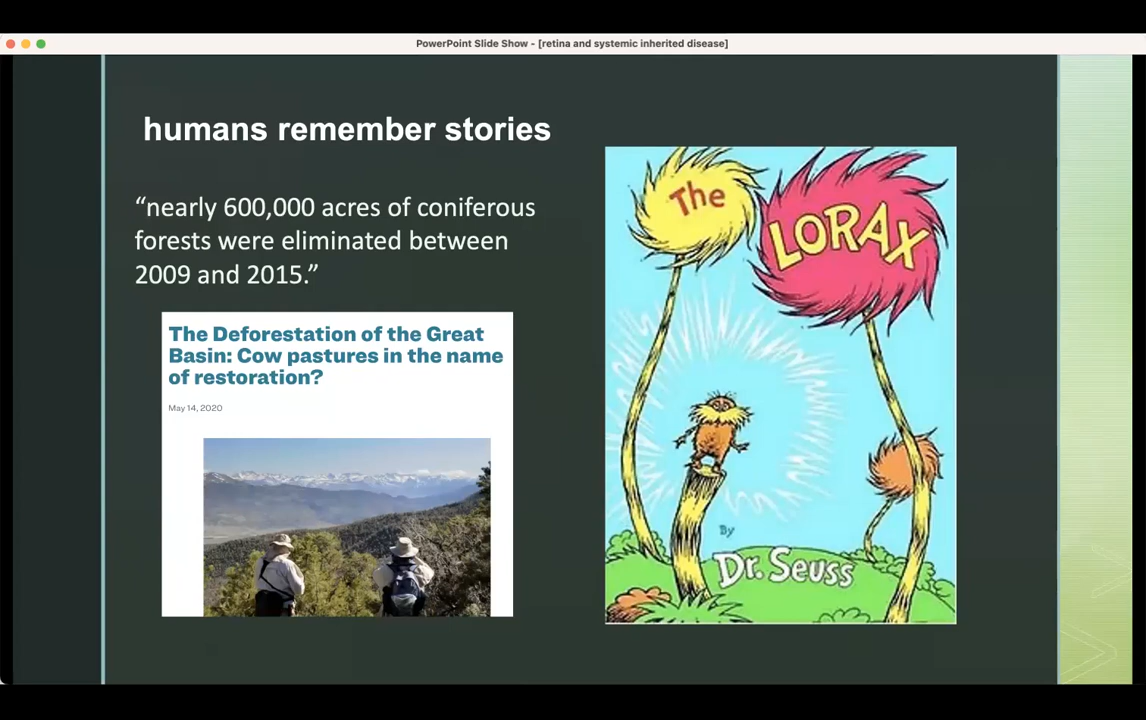 PowerPoint Slide Show - [retina and systemic inherited disease]
humans remember stories
“nearly 600,000 acres of coniferous
forests were eliminated between
2009 and 2015.”
The Deforestation of the Great
Basin: Cow pastures in the name
of restoration?
May 14, 2020
The
LORAX
By
Dr. Seuss